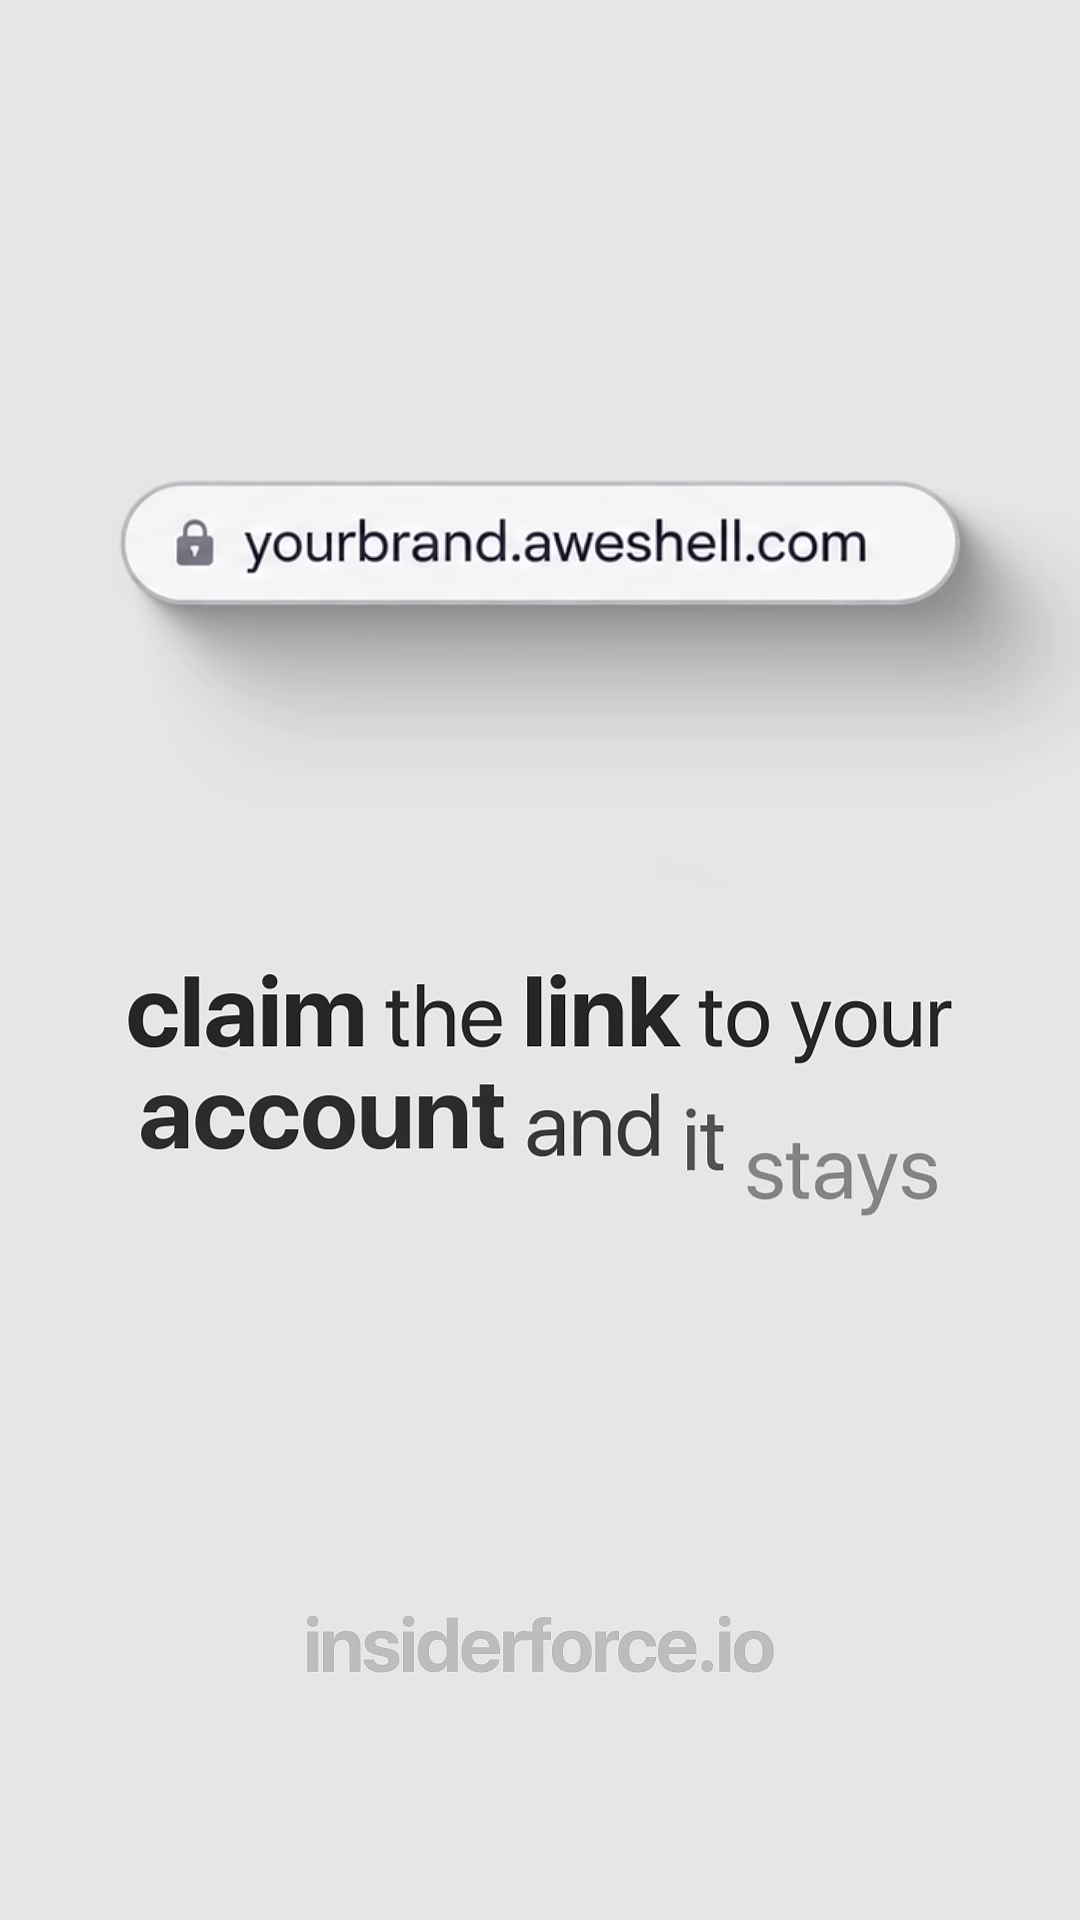 yourbrand.aweshell.com
claim the link to your
account and it stays
insiderforce.io